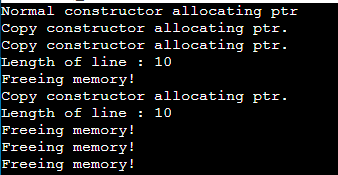 Normal constructor allocating ptr
Copy constructor allocating ptr.
Copy constructor allocating ptr.
Length of line : 10
Freeing memory!
Copy constructor allocating ptr.
Length of line : 10
Freeing memory!
Freeing memory!
Freeing memory!